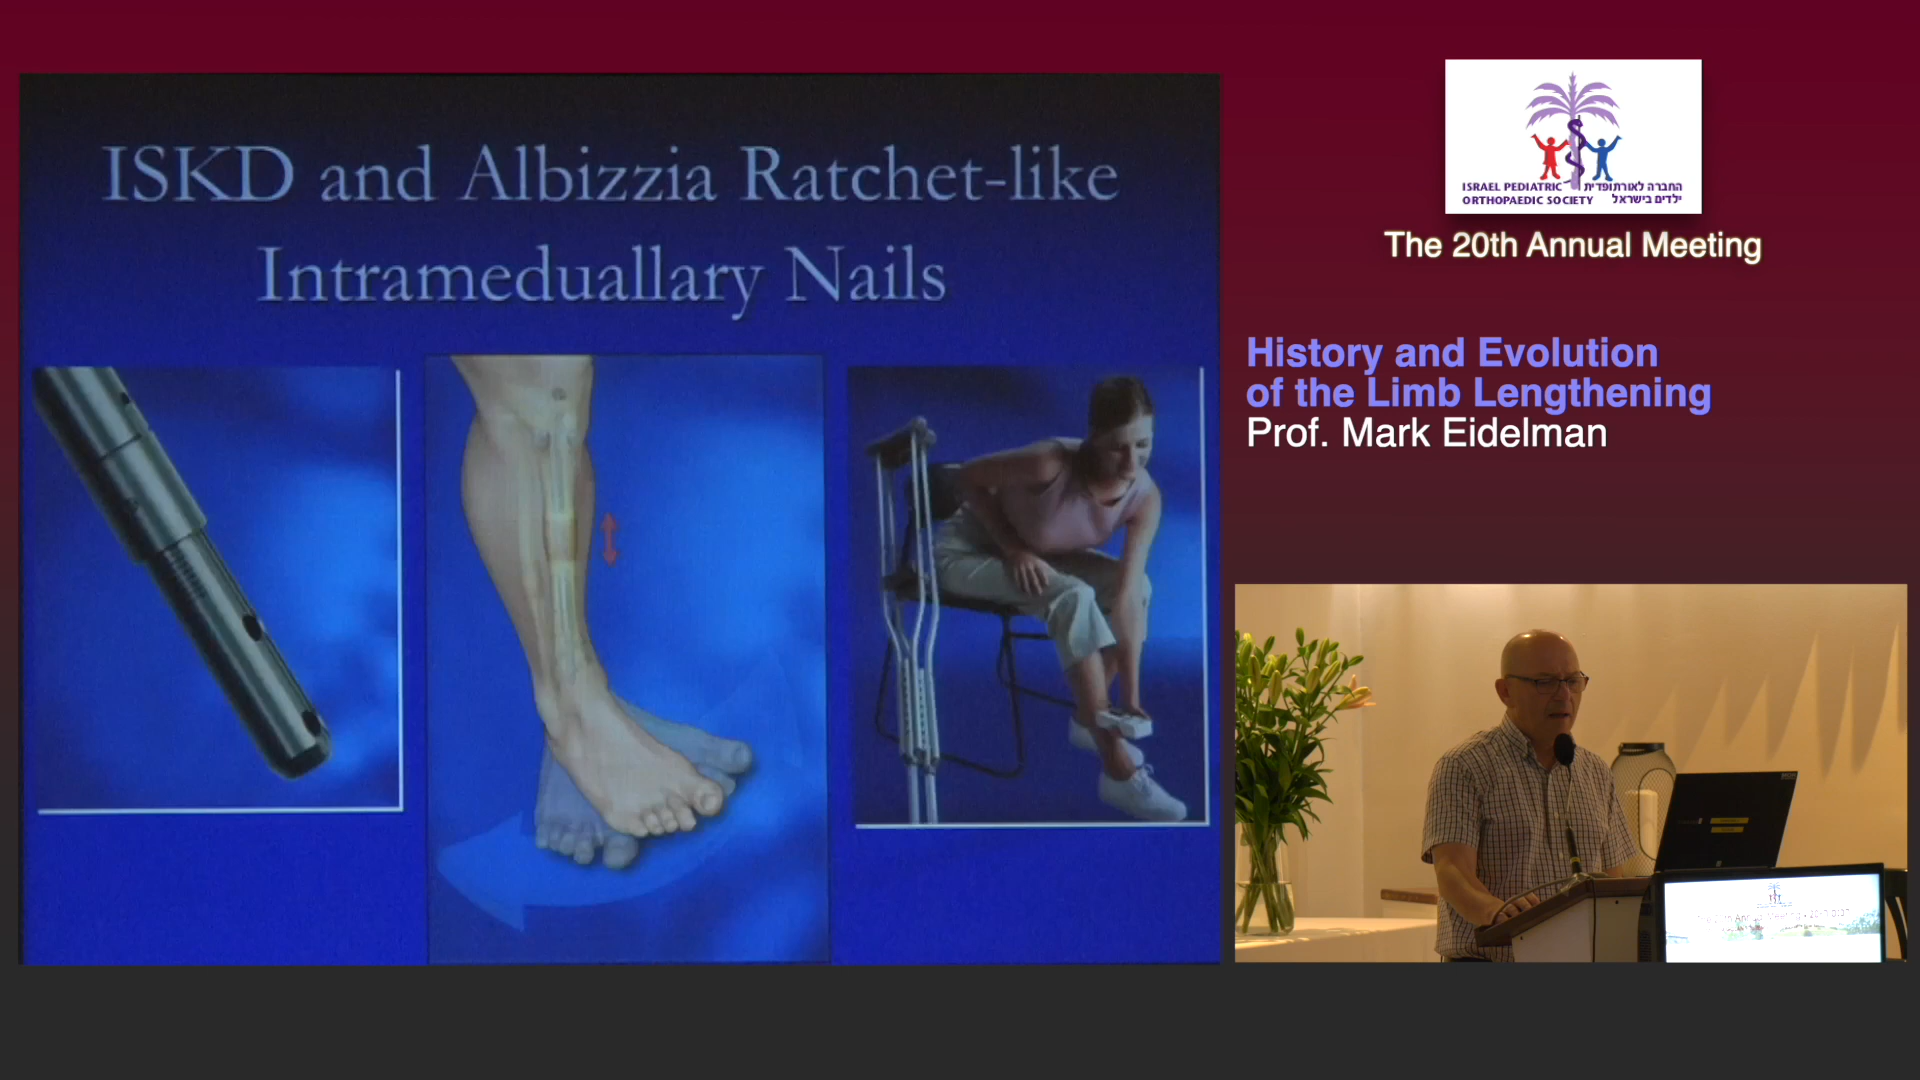 ISKD and Albizzia Ratchet-like
Intrameduallary Nails
ISRAEL PEDIATRIC
ORTHOPAEDIC SOCIETY
החברה לאורתופדית
ילדים בישראל
The 20th Annual Meeting
History and Evolution
of the Limb Lengthening
Prof. Mark Eidelman